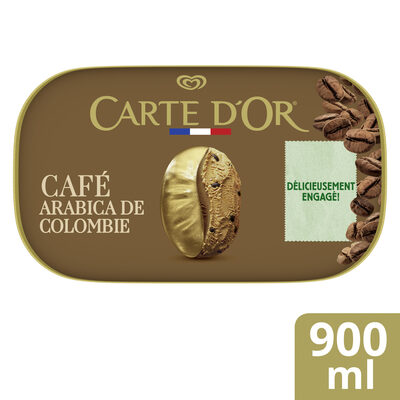 CARTE D'OR
CAFÉ
ARABICA DE
COLOMBIE
DÉLICIEUSEMENT
ENGAGÉ!
900
ml